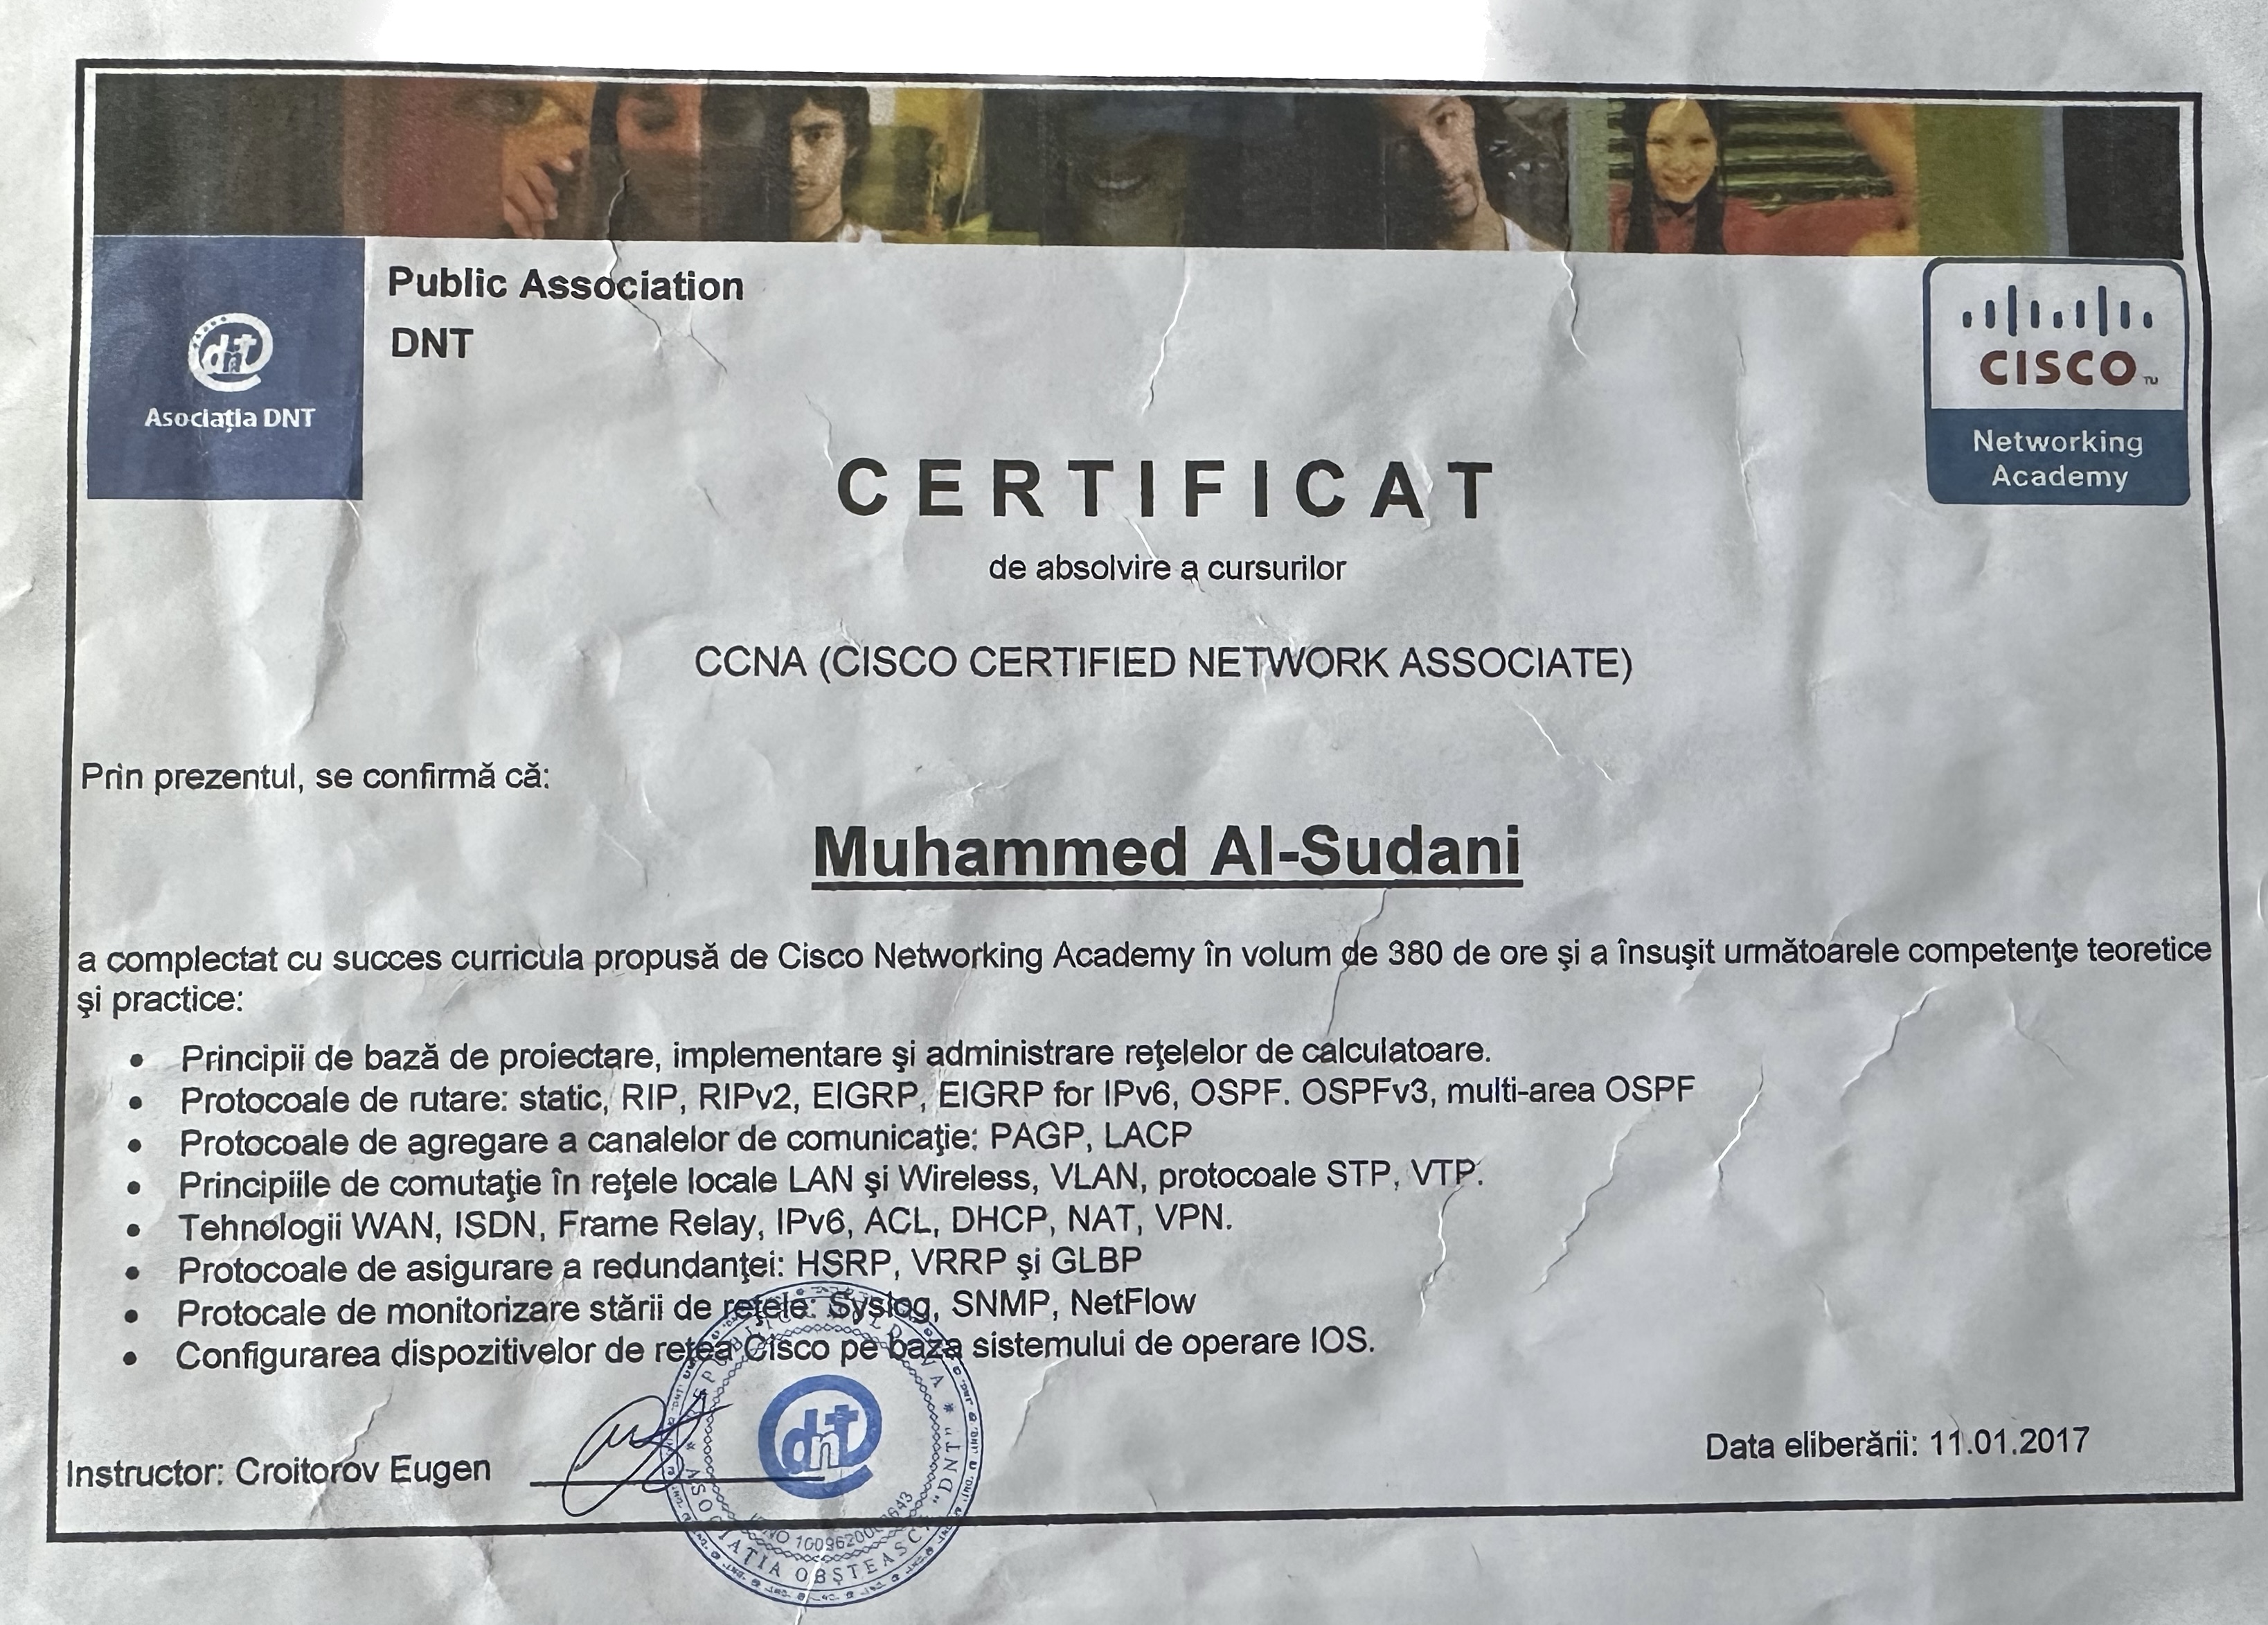 Public Association
DNT
dnt
Asociaţia DNT
CISCO TM
Networking
Academy
CERTIFICAT
de absolvire a cursurilor
CCNA (CISCO CERTIFIED NETWORK ASSOCIATE)
Prin prezentul, se confirmă că:
Muhammed Al-Sudani
a complectat cu succes curricula propusă de Cisco Networking Academy în volum de 380 de ore şi a însuşit următoarele competenţe teoretice
şi practice:
• Principii de bază de proiectare, implementare şi administrare reţelelor de calculatoare.
• Protocoale de rutare: static, RIP, RIPv2, EIGRP, EIGRP for IPv6, OSPF. OSPFv3, multi-area OSPF
• Protocoale de agregare a canalelor de comunicaţie: PAGP, LACP
• Principiile de comutaţie în reţele locale LAN şi Wireless, VLAN, protocoale STP, VTP.
• Tehnologii WAN, ISDN, Frame Relay, IPv6, ACL, DHCP, NAT, VPN.
• Protocoale de asigurare a redundanţei: HSRP, VRRP şi GLBP
• Protocale de monitorizare stării de reţele: Syslog, SNMP, NetFlow
• Configurarea dispozitivelor de reţea Cisco pe baza sistemului de operare IOS.
Instructor: Croitorov Eugen
Data eliberării: 11.01.2017
dnt
* ASOCIAŢIA OBŞTEASCĂ "DNT" *